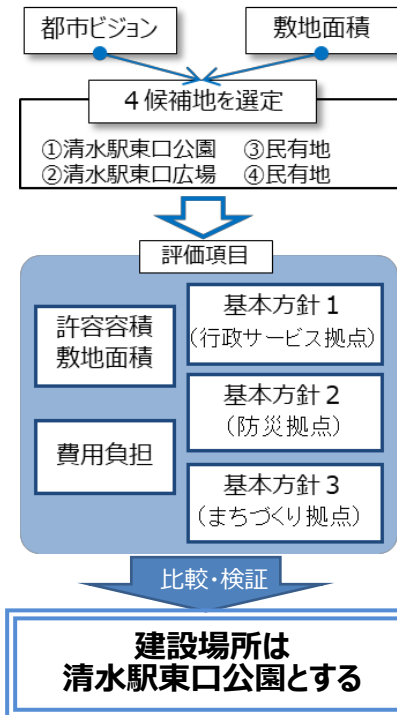 都市ビジョン
敷地面積
４候補地を選定
①清水駅東口公園 ③民有地
②清水駅東口広場 ④民有地
評価項目
許容容積
敷地面積
費用負担
基本方針１
(行政サービス拠点)
基本方針２
(防災拠点)
基本方針３
(まちづくり拠点)
比較・検証
建設場所は
清水駅東口公園とする